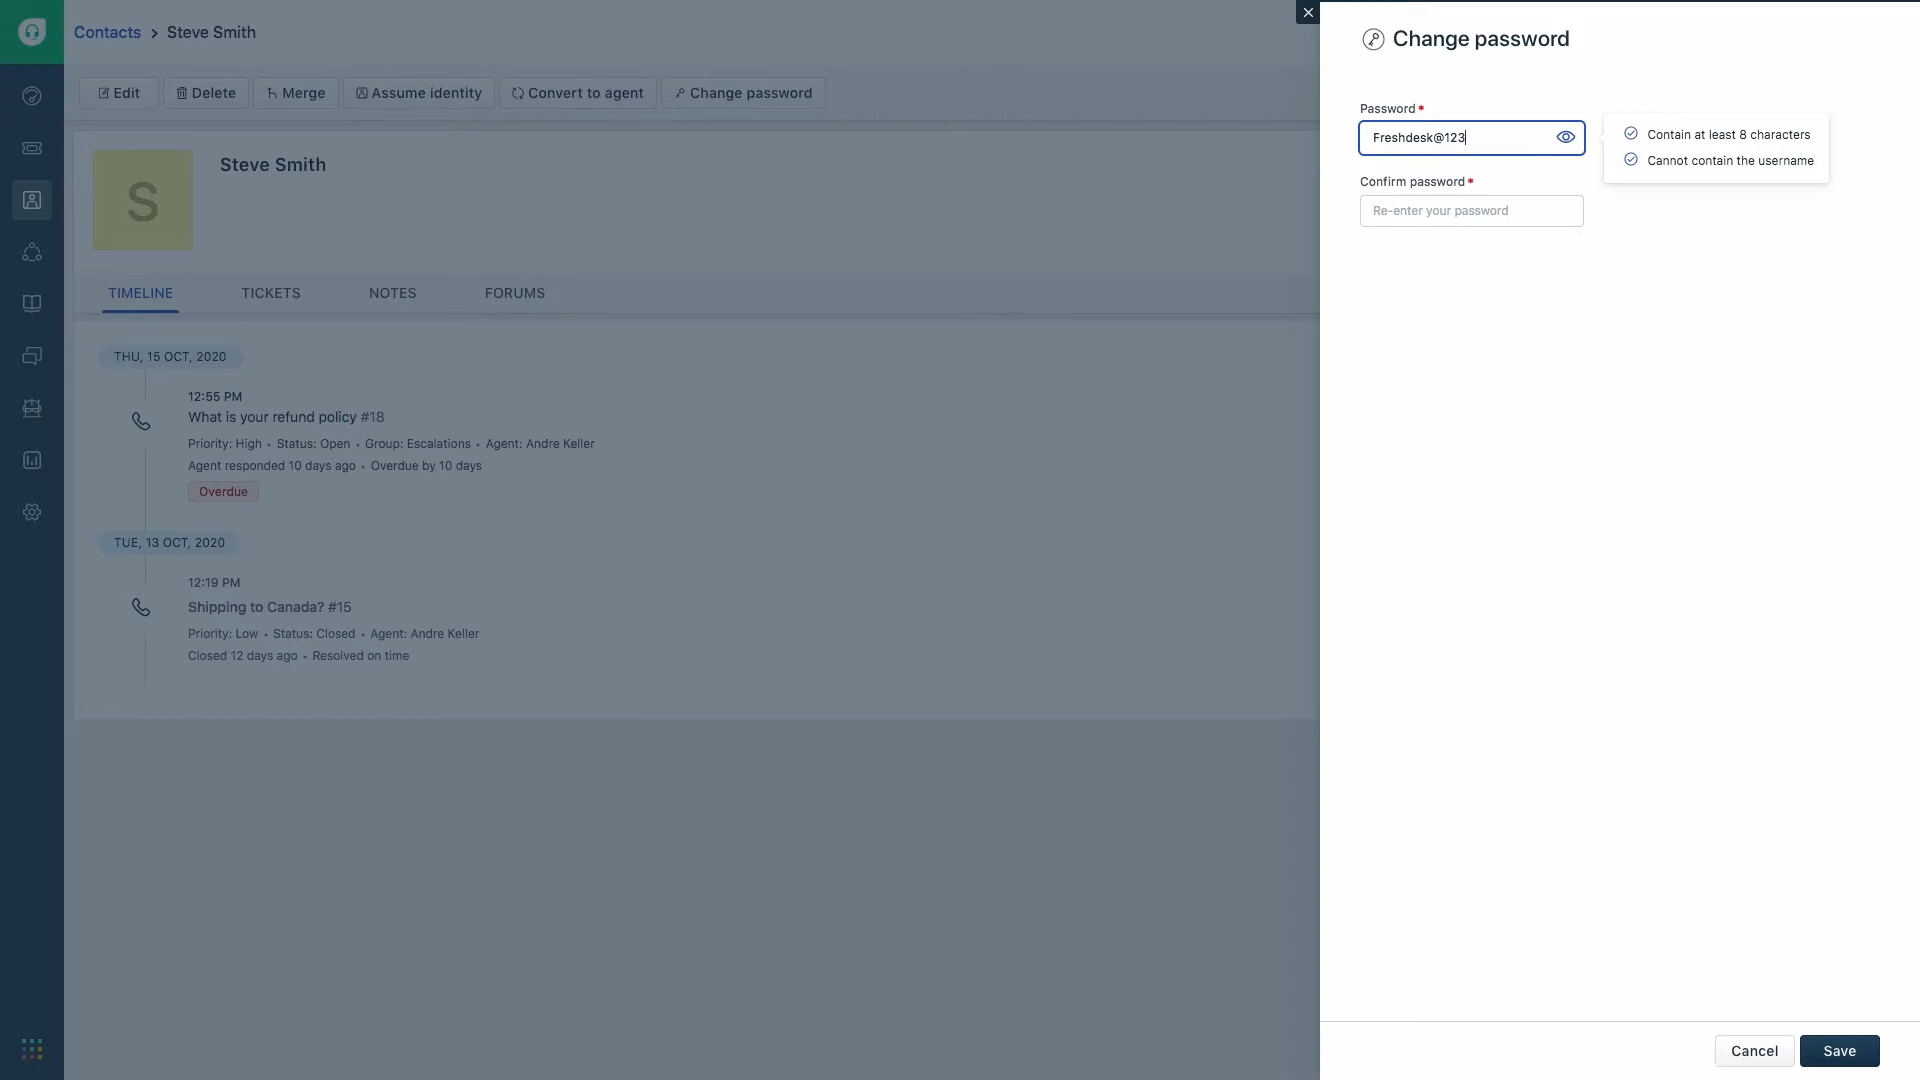 Contacts > Steve Smith
Edit
Delete
Merge
Assume identity
Convert to agent
Change password
S
Steve Smith
TIMELINE
TICKETS
NOTES
FORUMS
THU, 15 OCT, 2020
12:55 PM
What is your refund policy #18
Priority: High • Status: Open • Group: Escalations • Agent: Andre Keller
Agent responded 10 days ago • Overdue by 10 days
Overdue
TUE, 13 OCT, 2020
12:19 PM
Shipping to Canada? #15
Priority: Low • Status: Closed • Agent: Andre Keller
Closed 12 days ago • Resolved on time
Change password
Password *
Freshdesk@123
Contain at least 8 characters
Cannot contain the username
Confirm password *
Re-enter your password
Cancel
Save